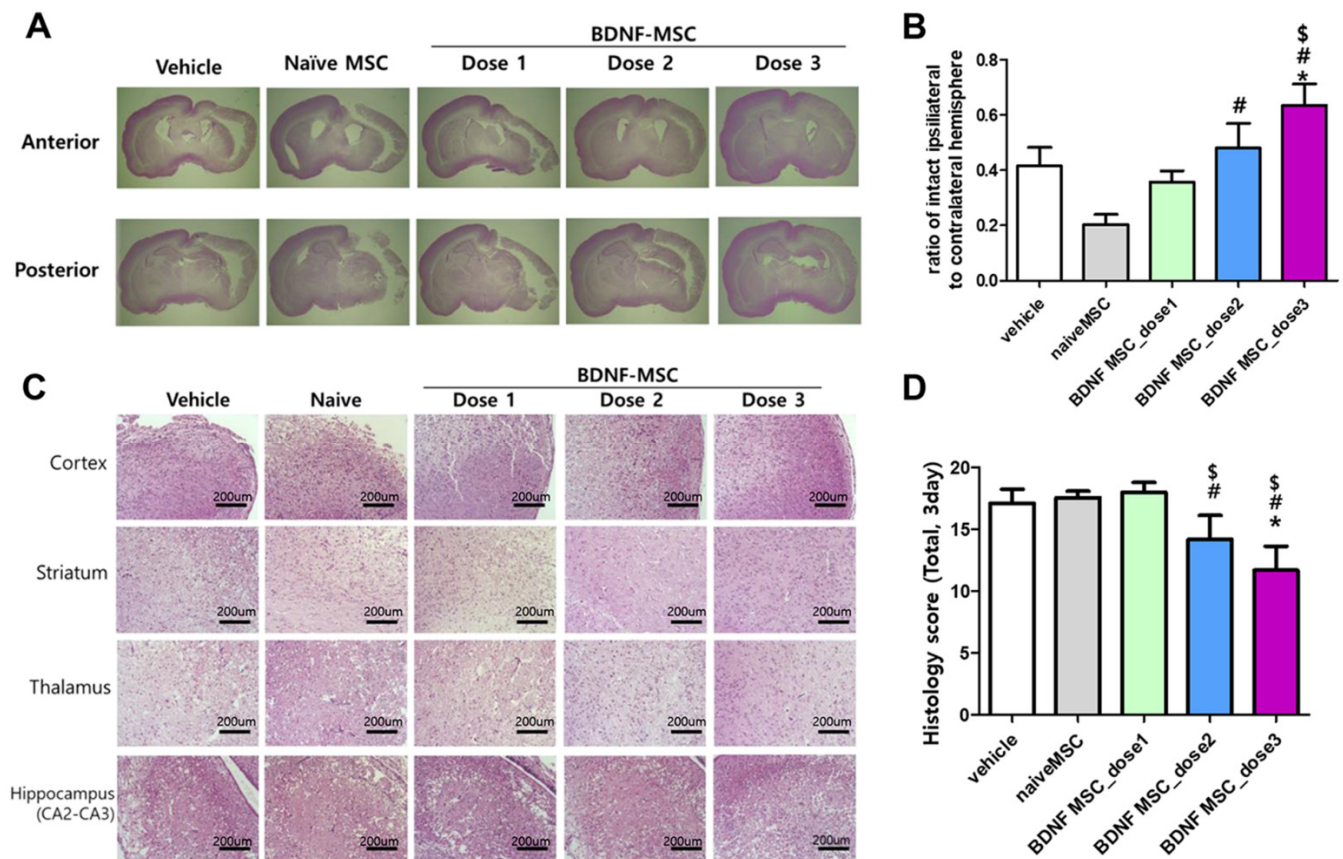 A
BDNF-MSC
Vehicle Naïve MSC Dose 1 Dose 2 Dose 3
Anterior
Posterior
B
ratio of intact ipsiliateral
to contralateral hemisphere
0.8
0.6
0.4
0.2
0.0
$
#
*
#
vehicle
naiveMSC
BDNF MSC_dose1
BDNF MSC_dose2
BDNF MSC_dose3
C
BDNF-MSC
Vehicle Naive Dose 1 Dose 2 Dose 3
Cortex
200um 200um 200um 200um 200um
Striatum
200um 200um 200um 200um 200um
Thalamus
200um 200um 200um 200um 200um
Hippocampus
(CA2-CA3)
200um 200um 200um 200um 200um
D
Histology score (Total, 3day)
20
15
10
5
0
$
#
$
#
*
vehicle
naiveMSC
BDNF MSC_dose1
BDNF MSC_dose2
BDNF MSC_dose3